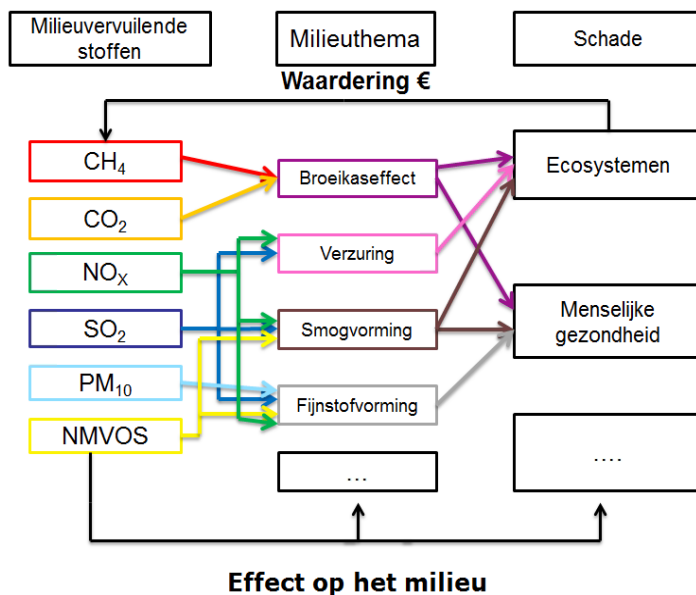 Milieuvervuilende
stoffen
Milieuthema
Schade
Waardering €
CH₄
CO₂
NOₓ
SO₂
PM₁₀
NMVOS
Broeikaseffect
Verzuring
Smogvorming
Fijnstofvorming
...
Ecosystemen
Menselijke
gezondheid
....
Effect op het milieu